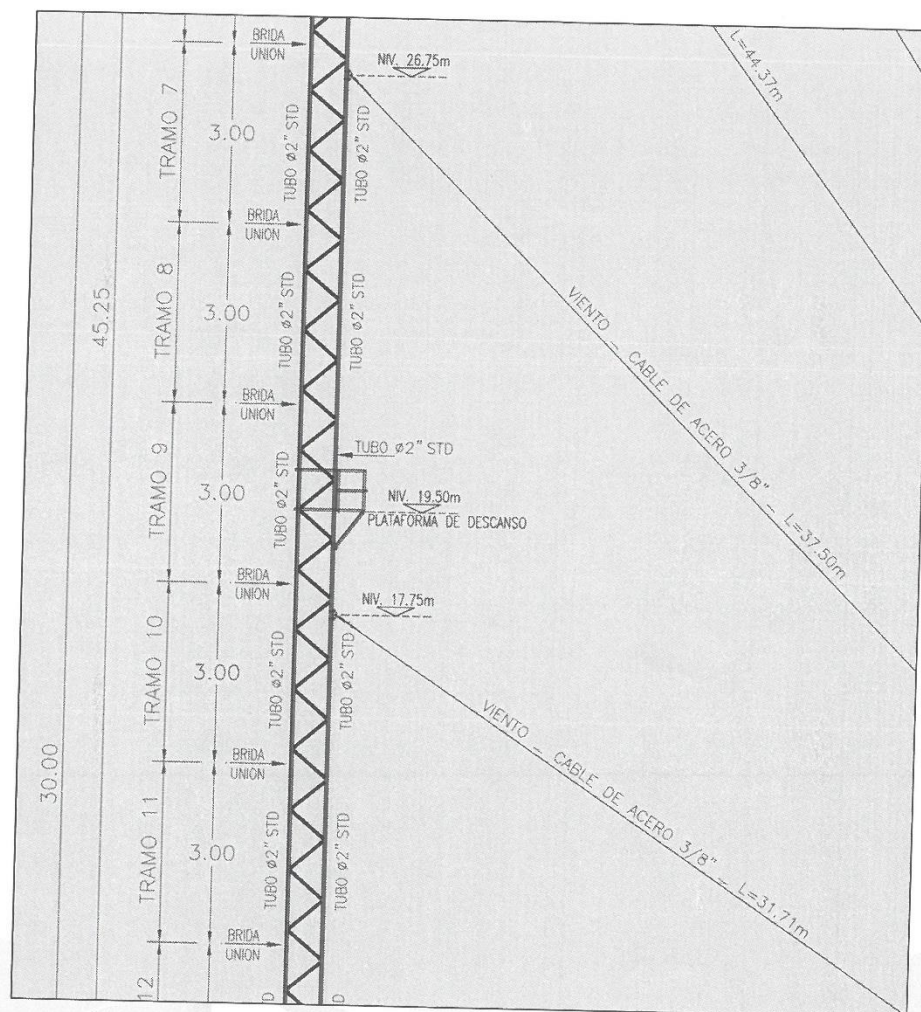 BRIDA
UNION
NIV. 26.75m
L=44.37m
TRAMO 7
3.00
TUBO ø2" STD
TUBO ø2" STD
BRIDA
UNION
45.25
TRAMO 8
3.00
TUBO ø2" STD
TUBO ø2" STD
VIENTO – CABLE DE ACERO 3/8" – L=37.50m
BRIDA
UNION
TUBO ø2" STD
TRAMO 9
3.00
TUBO ø2" STD
NIV. 19.50m
PLATAFORMA DE DESCANSO
BRIDA
UNION
NIV. 17.75m
TRAMO 10
3.00
TUBO ø2" STD
TUBO ø2" STD
VIENTO – CABLE DE ACERO 3/8" – L=31.71m
30.00
BRIDA
UNION
TRAMO 11
3.00
TUBO ø2" STD
TUBO ø2" STD
BRIDA
UNION
12
D
D